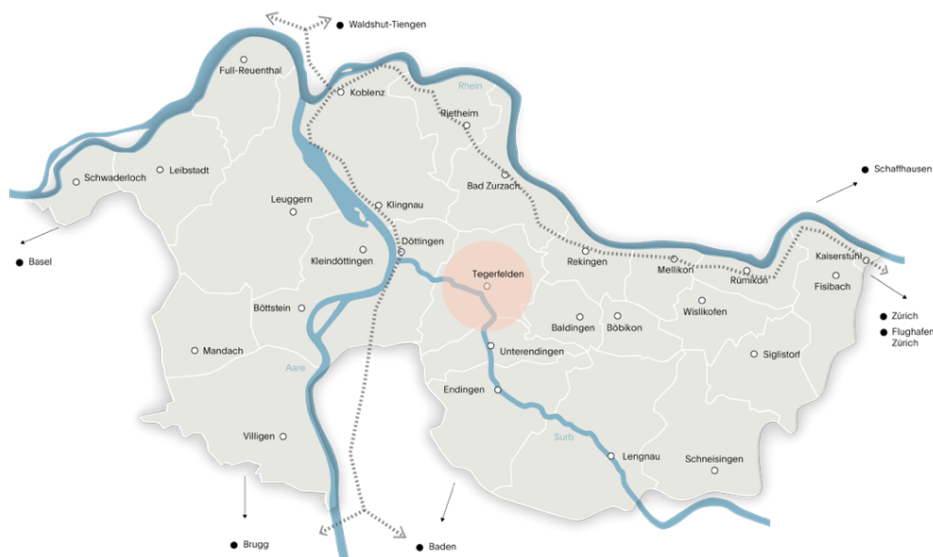 Waldshut-Tiengen
Full-Reuenthal
Koblenz
Rhein
Rietheim
Schwaderloch
Leibstadt
Bad Zurzach
Schaffhausen
Leuggern
Klingnau
Basel
Kleindöttingen
Döttingen
Tegerfelden
Rekingen
Mellikon
Rümikon
Kaiserstuhl
Fisibach
Böttstein
Baldingen
Böbikon
Wislikofen
Zürich
Flughafen
Zürich
Mandach
Unterendingen
Siglistorf
Aare
Endingen
Villigen
Surb
Lengnau
Schneisingen
Brugg
Baden